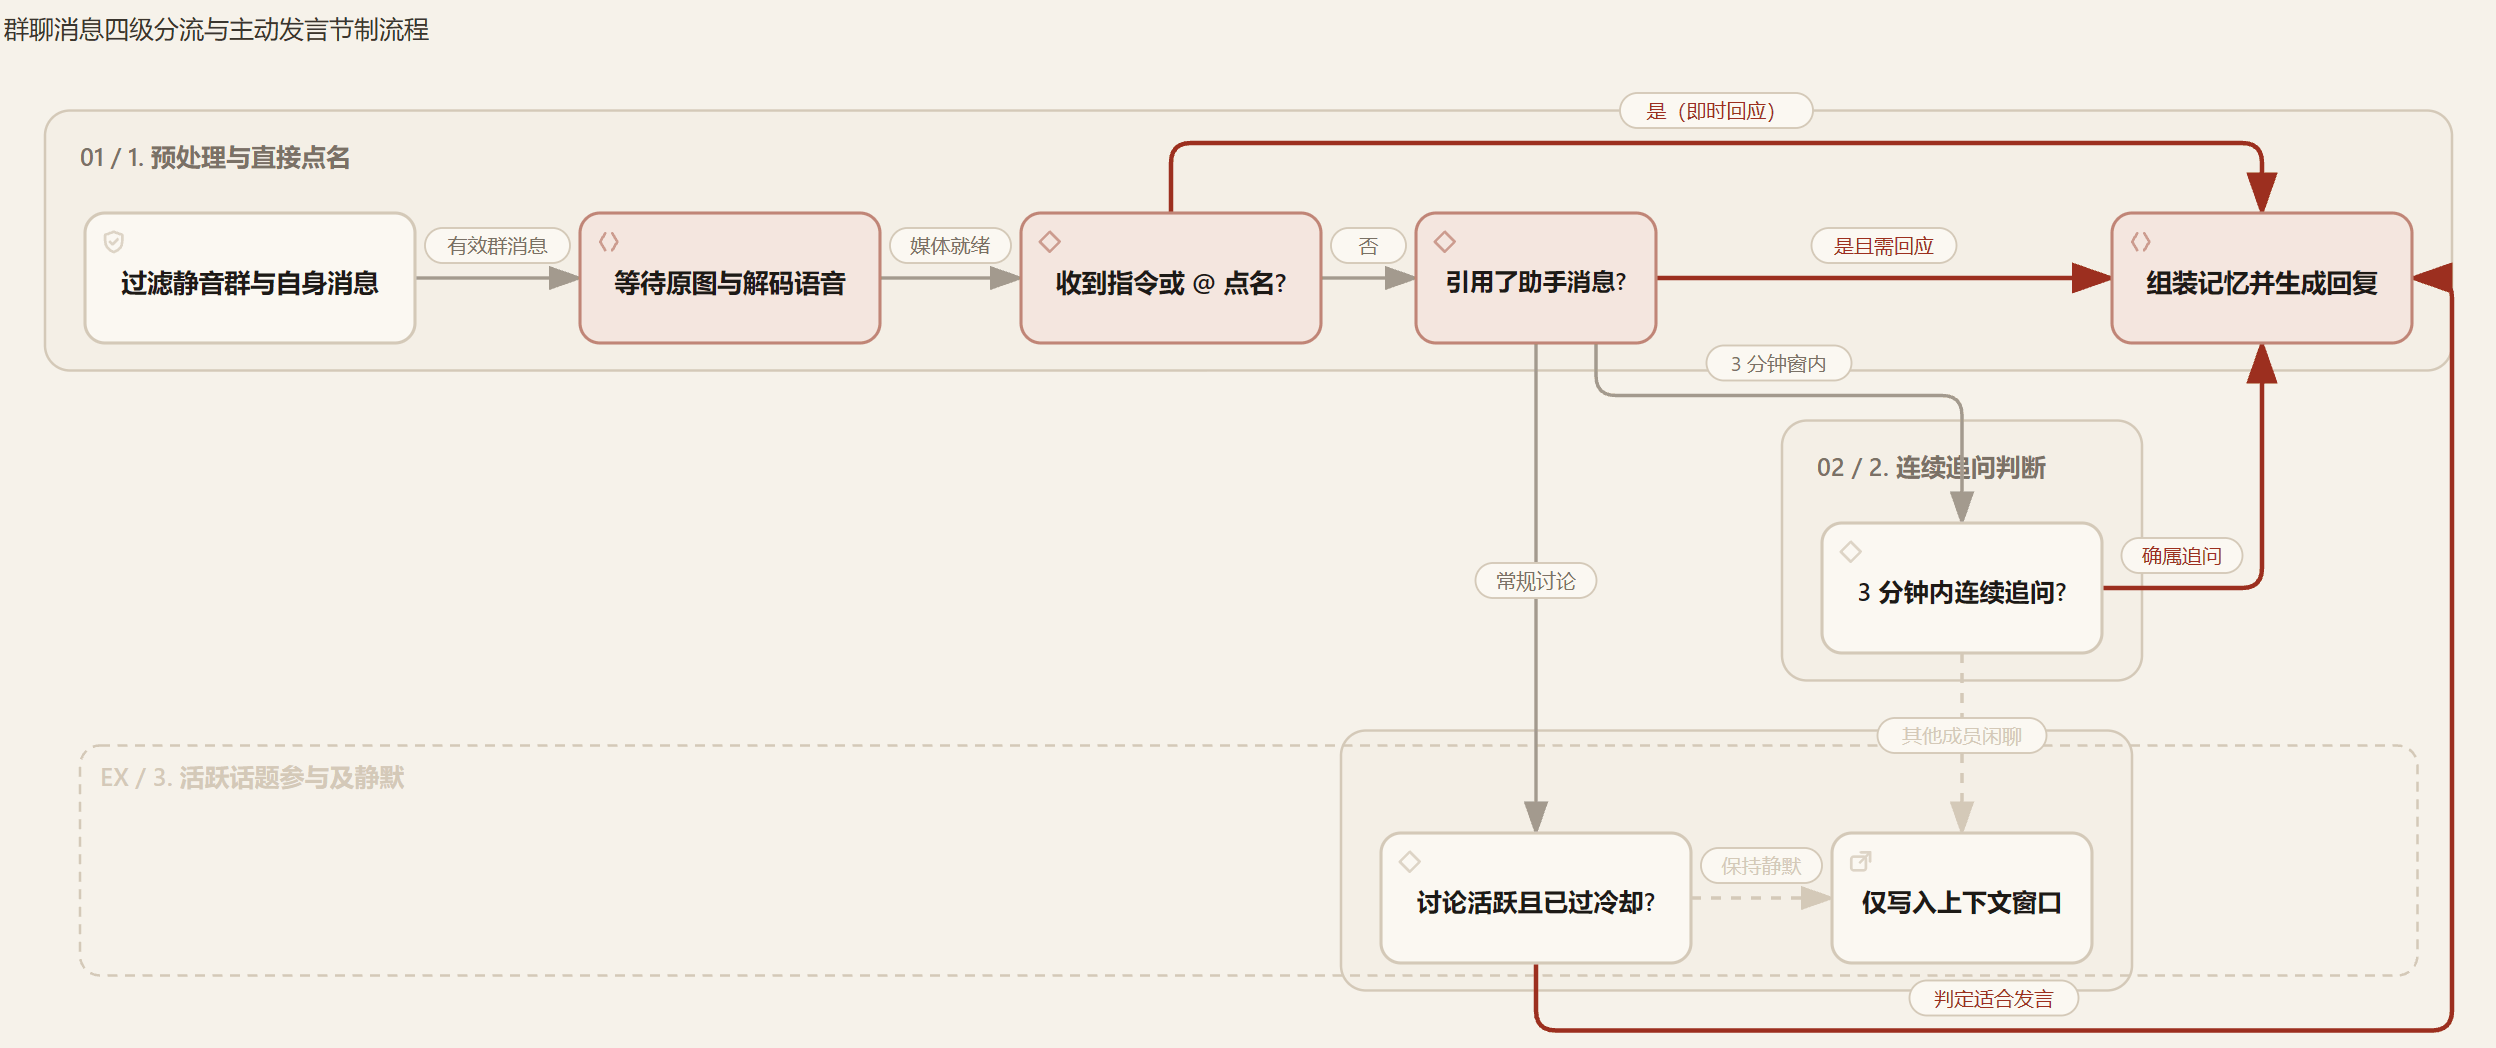 群聊消息四级分流与主动发言节制流程
是（即时回应）
01 / 1. 预处理与直接点名
过滤静音群与自身消息
有效群消息
等待原图与解码语音
媒体就绪
收到指令或 @ 点名?
否
引用了助手消息?
是且需回应
组装记忆并生成回复
3 分钟窗内
02 / 2. 连续追问判断
3 分钟内连续追问?
确属追问
常规讨论
其他成员闲聊
EX / 3. 活跃话题参与及静默
讨论活跃且已过冷却?
保持静默
仅写入上下文窗口
判定适合发言